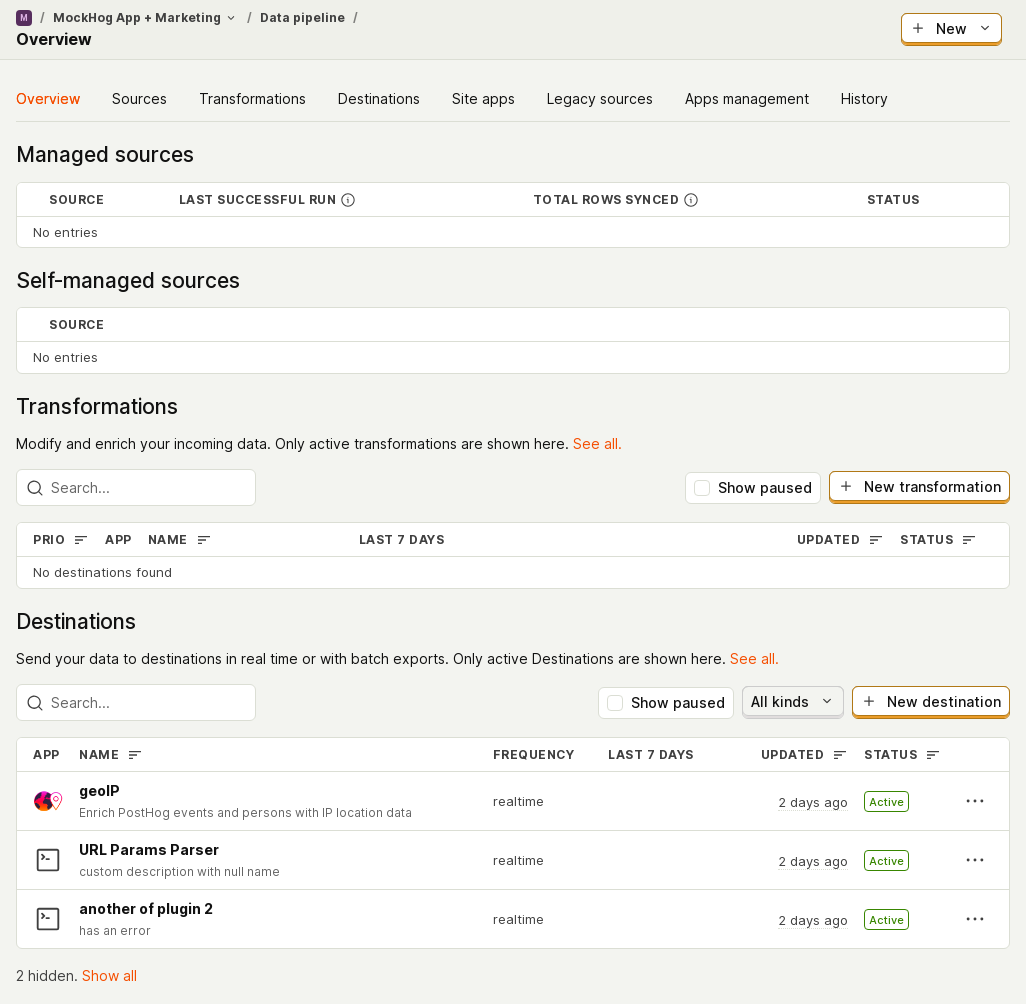 M / MockHog App + Marketing / Data pipeline /
Overview
New
Overview Sources Transformations Destinations Site apps Legacy sources Apps management History
Managed sources
SOURCE LAST SUCCESSFUL RUN TOTAL ROWS SYNCED STATUS
No entries
Self-managed sources
SOURCE
No entries
Transformations
Modify and enrich your incoming data. Only active transformations are shown here. See all.
Search... Show paused New transformation
PRIO APP NAME LAST 7 DAYS UPDATED STATUS
No destinations found
Destinations
Send your data to destinations in real time or with batch exports. Only active Destinations are shown here. See all.
Search... Show paused All kinds New destination
APP NAME FREQUENCY LAST 7 DAYS UPDATED STATUS
geoIP
Enrich PostHog events and persons with IP location data
realtime 2 days ago Active
URL Params Parser
custom description with null name
realtime 2 days ago Active
another of plugin 2
has an error
realtime 2 days ago Active
2 hidden. Show all